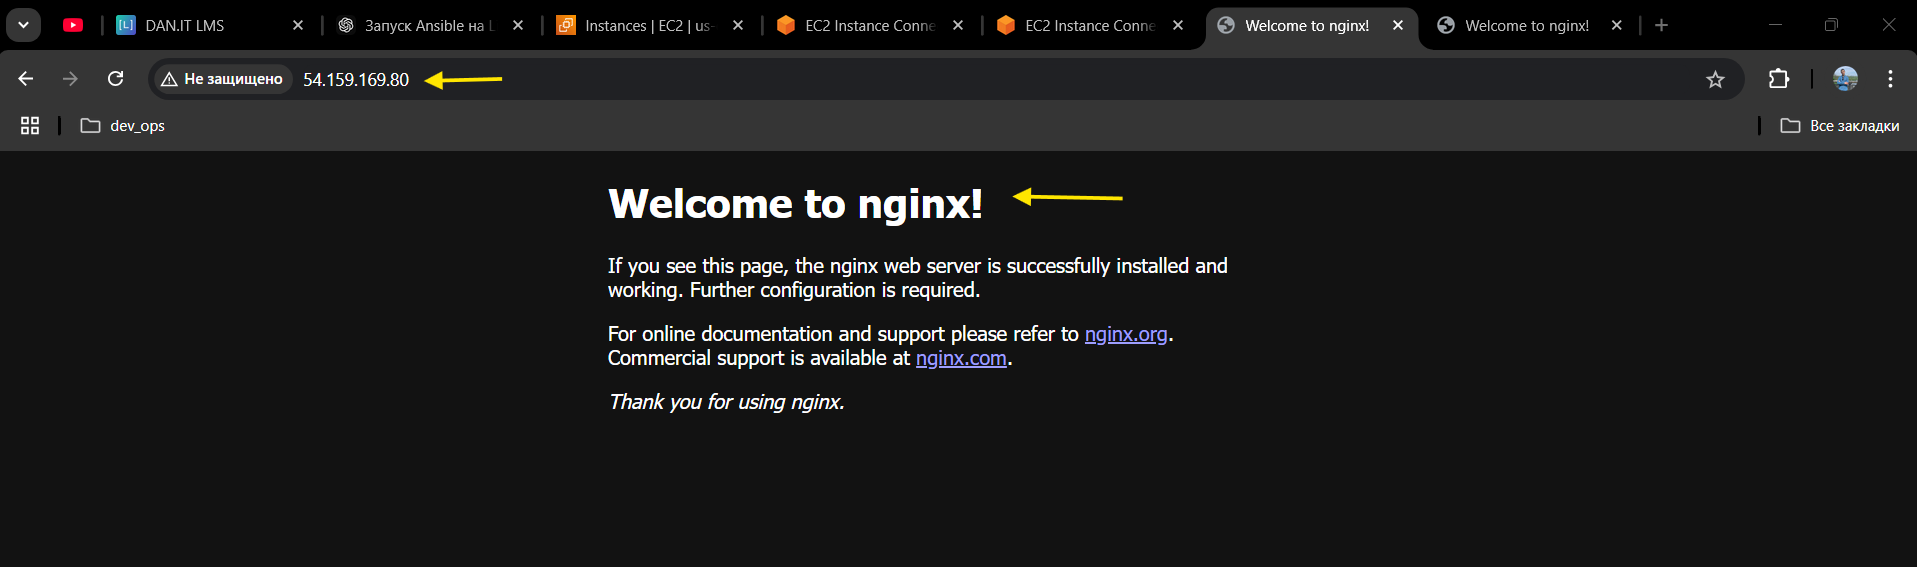 DAN.IT LMS
Запуск Ansible на L
Instances | EC2 | us-
EC2 Instance Conne
EC2 Instance Conne
Welcome to nginx!
Welcome to nginx!
Не защищено
54.159.169.80
dev_ops
Все закладки
Welcome to nginx!
If you see this page, the nginx web server is successfully installed and
working. Further configuration is required.
For online documentation and support please refer to nginx.org.
Commercial support is available at nginx.com.
Thank you for using nginx.